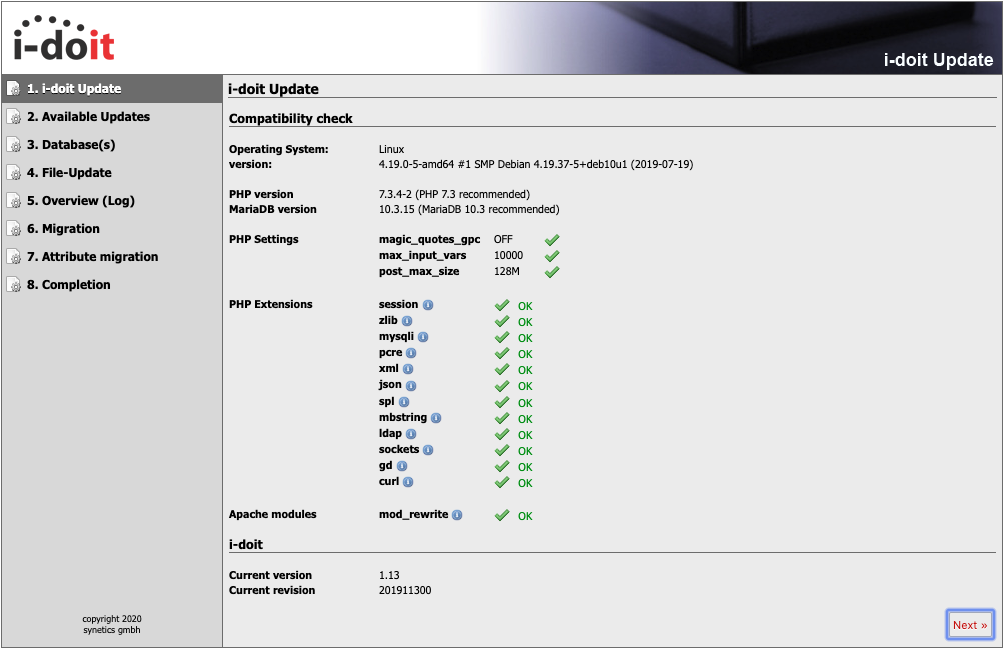 i-doit
i-doit Update
1. i-doit Update
2. Available Updates
3. Database(s)
4. File-Update
5. Overview (Log)
6. Migration
7. Attribute migration
8. Completion
copyright 2020
synetics gmbh
i-doit Update
Compatibility check
Operating System: Linux
version: 4.19.0-5-amd64 #1 SMP Debian 4.19.37-5+deb10u1 (2019-07-19)
PHP version 7.3.4-2 (PHP 7.3 recommended)
MariaDB version 10.3.15 (MariaDB 10.3 recommended)
PHP Settings magic_quotes_gpc OFF
max_input_vars 10000
post_max_size 128M
PHP Extensions session OK
zlib OK
mysqli OK
pcre OK
xml OK
json OK
spl OK
mbstring OK
ldap OK
sockets OK
gd OK
curl OK
Apache modules mod_rewrite OK
i-doit
Current version 1.13
Current revision 201911300
Next »